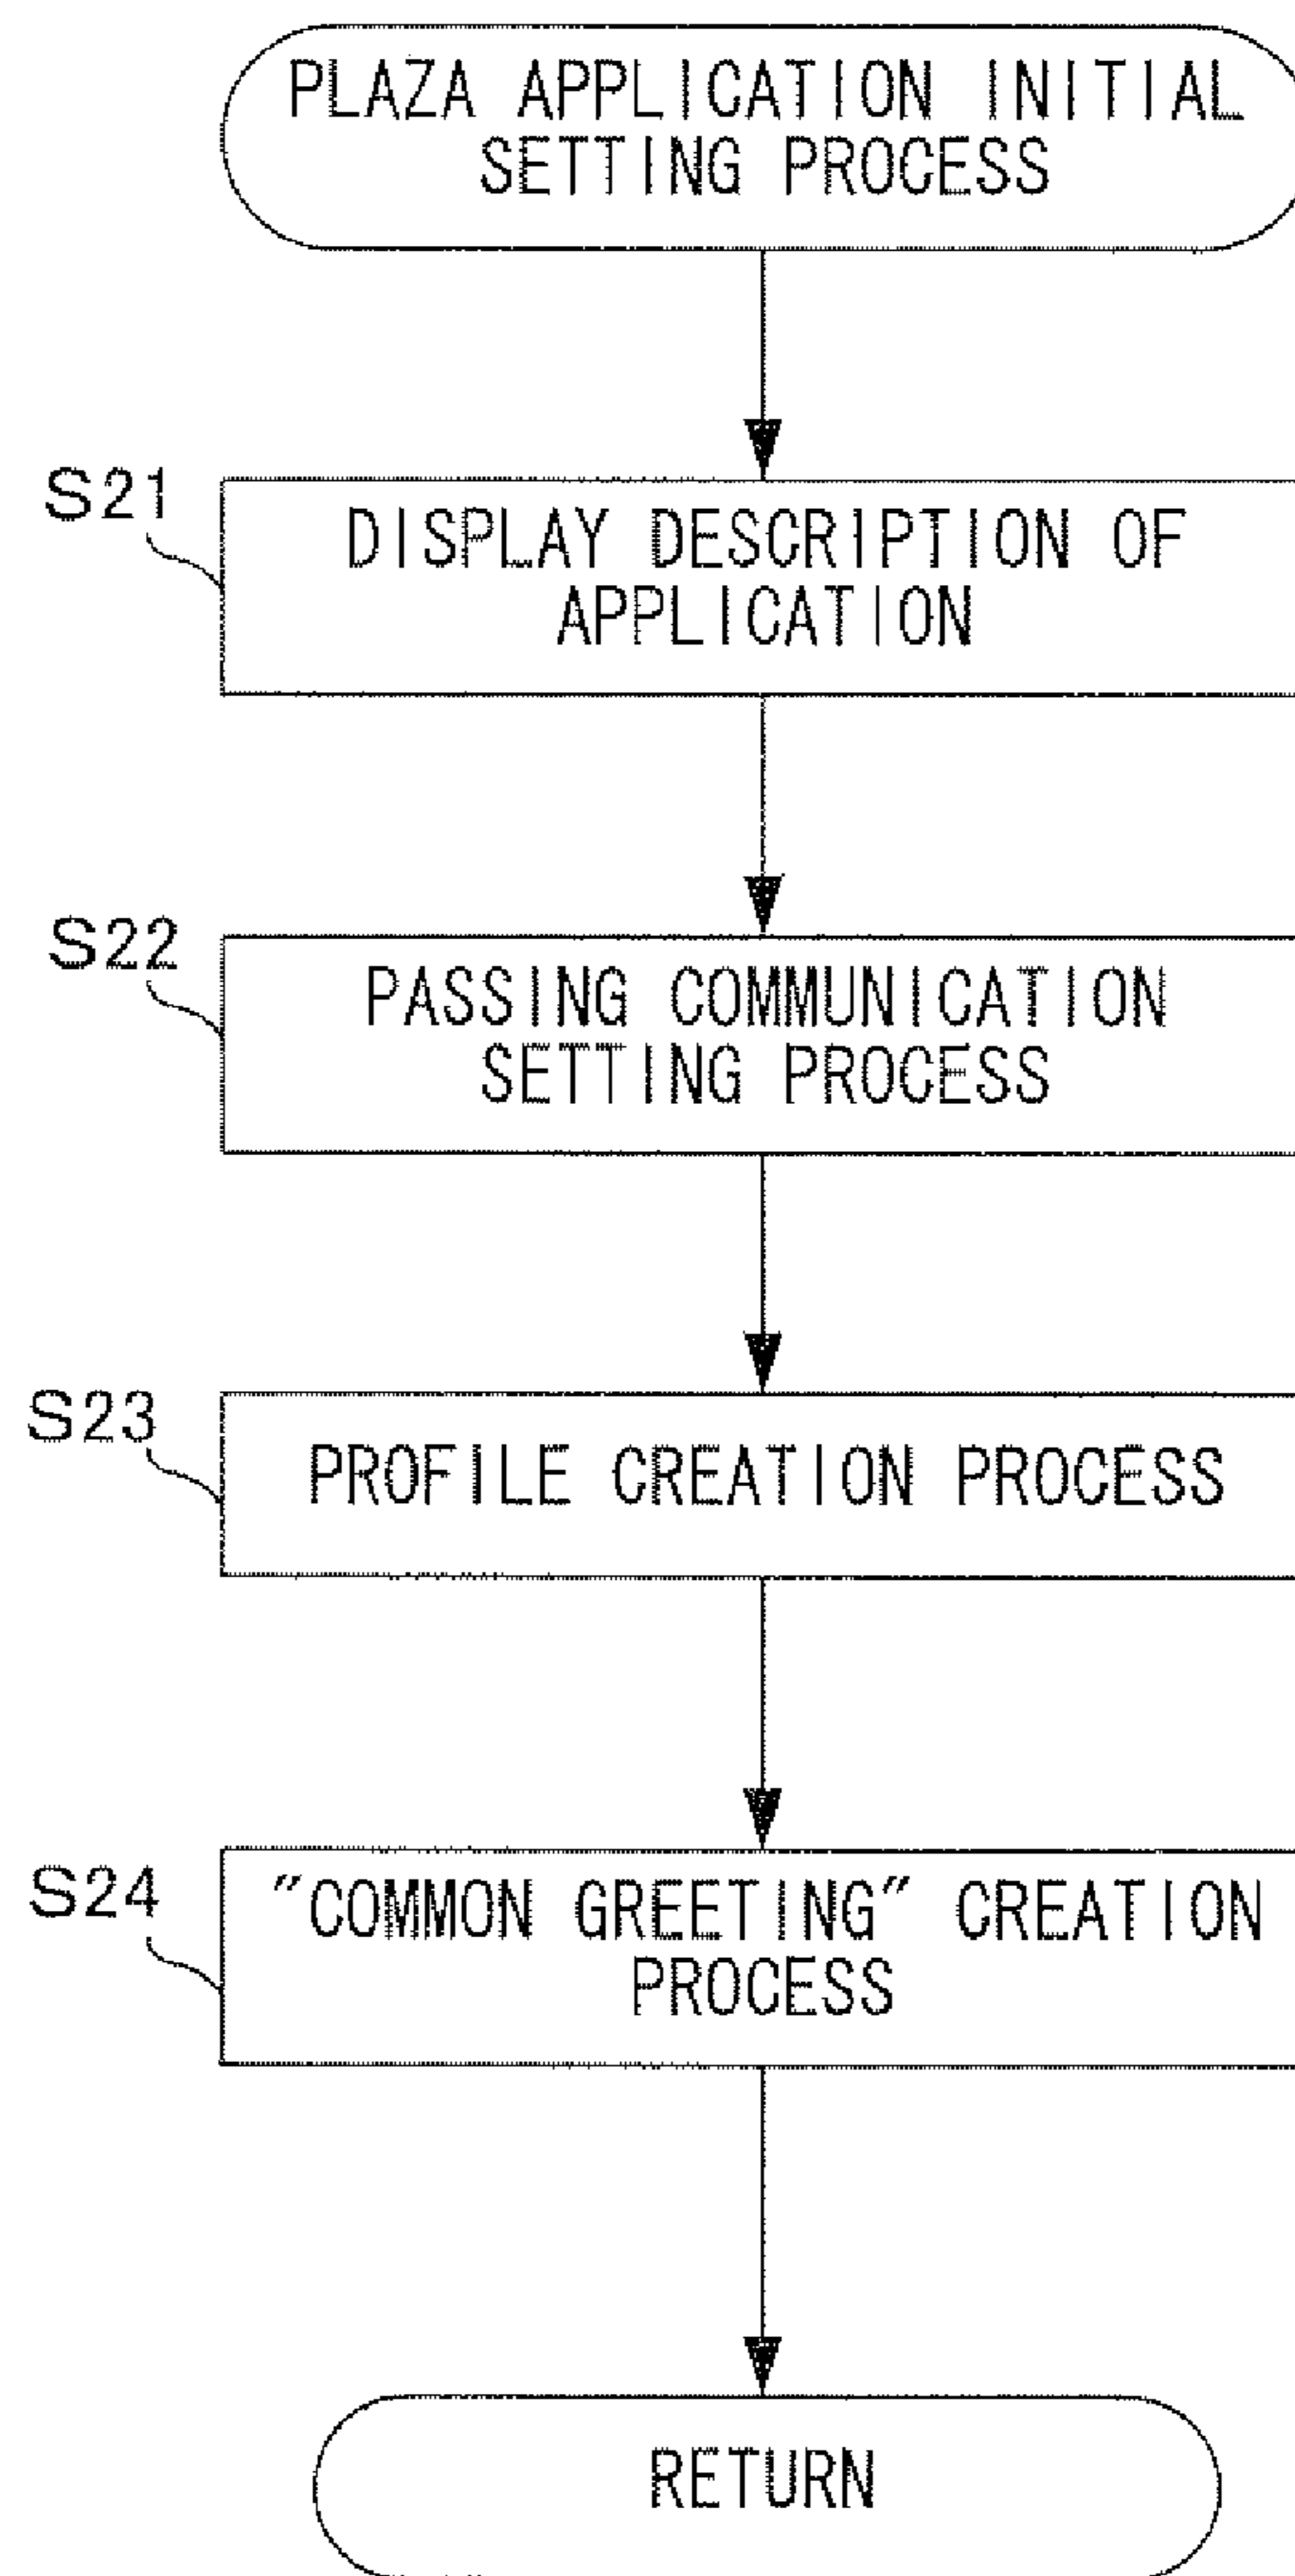 PLAZA APPLICATION INITIAL
SETTING PROCESS
S21
DISPLAY DESCRIPTION OF
APPLICATION
S22
PASSING COMMUNICATION
SETTING PROCESS
S23
PROFILE CREATION PROCESS
S24
"COMMON GREETING" CREATION
PROCESS
RETURN